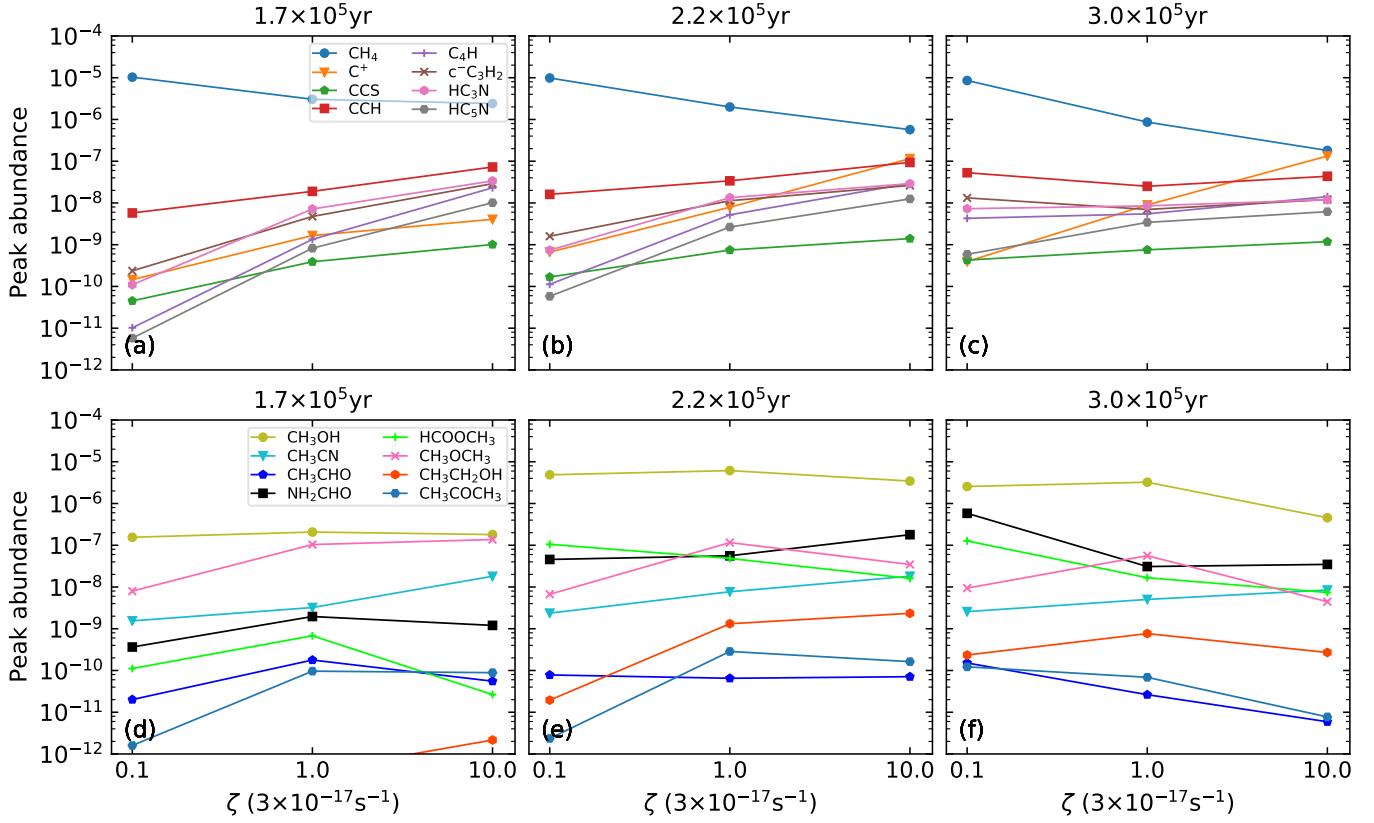 1.7×10⁵yr
2.2×10⁵yr
3.0×10⁵yr
Peak abundance
10⁻⁴
10⁻⁵
10⁻⁶
10⁻⁷
10⁻⁸
10⁻⁹
10⁻¹⁰
10⁻¹¹
10⁻¹²
CH₄
C⁺
CCS
CCH
C₄H
c⁻C₃H₂
HC₃N
HC₅N
(a)
(b)
(c)
1.7×10⁵yr
2.2×10⁵yr
3.0×10⁵yr
Peak abundance
10⁻⁴
10⁻⁵
10⁻⁶
10⁻⁷
10⁻⁸
10⁻⁹
10⁻¹⁰
10⁻¹¹
10⁻¹²
CH₃OH
CH₃CN
CH₃CHO
NH₂CHO
HCOOCH₃
CH₃OCH₃
CH₃CH₂OH
CH₃COCH₃
(d)
(e)
(f)
0.1 1.0 10.0
0.1 1.0 10.0
0.1 1.0 10.0
ζ (3×10⁻¹⁷s⁻¹)
ζ (3×10⁻¹⁷s⁻¹)
ζ (3×10⁻¹⁷s⁻¹)